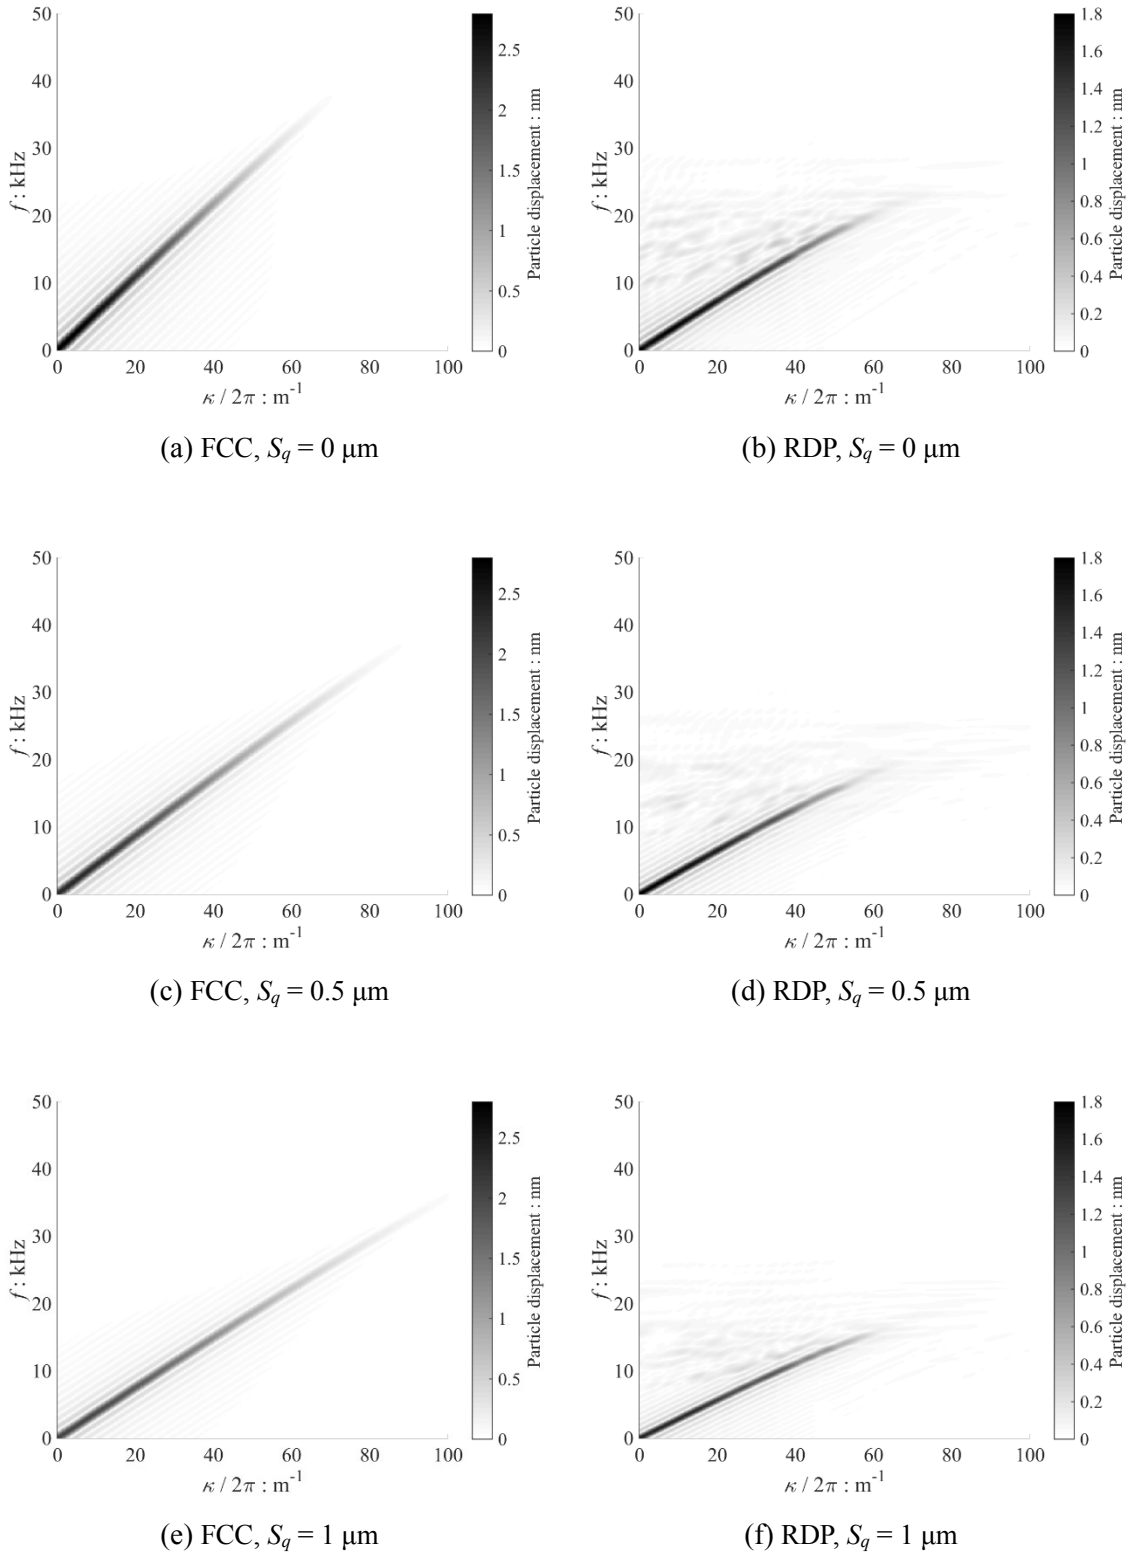 50
40
30
20
10
0
f : kHz
0 20 40 60 80 100
κ / 2π : m⁻¹
2.5
2
1.5
1
0.5
0
Particle displacement : nm
(a) FCC, Sq = 0 μm
50
40
30
20
10
0
f : kHz
0 20 40 60 80 100
κ / 2π : m⁻¹
1.8
1.6
1.4
1.2
1
0.8
0.6
0.4
0.2
0
Particle displacement : nm
(b) RDP, Sq = 0 μm
50
40
30
20
10
0
f : kHz
0 20 40 60 80 100
κ / 2π : m⁻¹
2.5
2
1.5
1
0.5
0
Particle displacement : nm
(c) FCC, Sq = 0.5 μm
50
40
30
20
10
0
f : kHz
0 20 40 60 80 100
κ / 2π : m⁻¹
1.8
1.6
1.4
1.2
1
0.8
0.6
0.4
0.2
0
Particle displacement : nm
(d) RDP, Sq = 0.5 μm
50
40
30
20
10
0
f : kHz
0 20 40 60 80 100
κ / 2π : m⁻¹
2.5
2
1.5
1
0.5
0
Particle displacement : nm
(e) FCC, Sq = 1 μm
50
40
30
20
10
0
f : kHz
0 20 40 60 80 100
κ / 2π : m⁻¹
1.8
1.6
1.4
1.2
1
0.8
0.6
0.4
0.2
0
Particle displacement : nm
(f) RDP, Sq = 1 μm